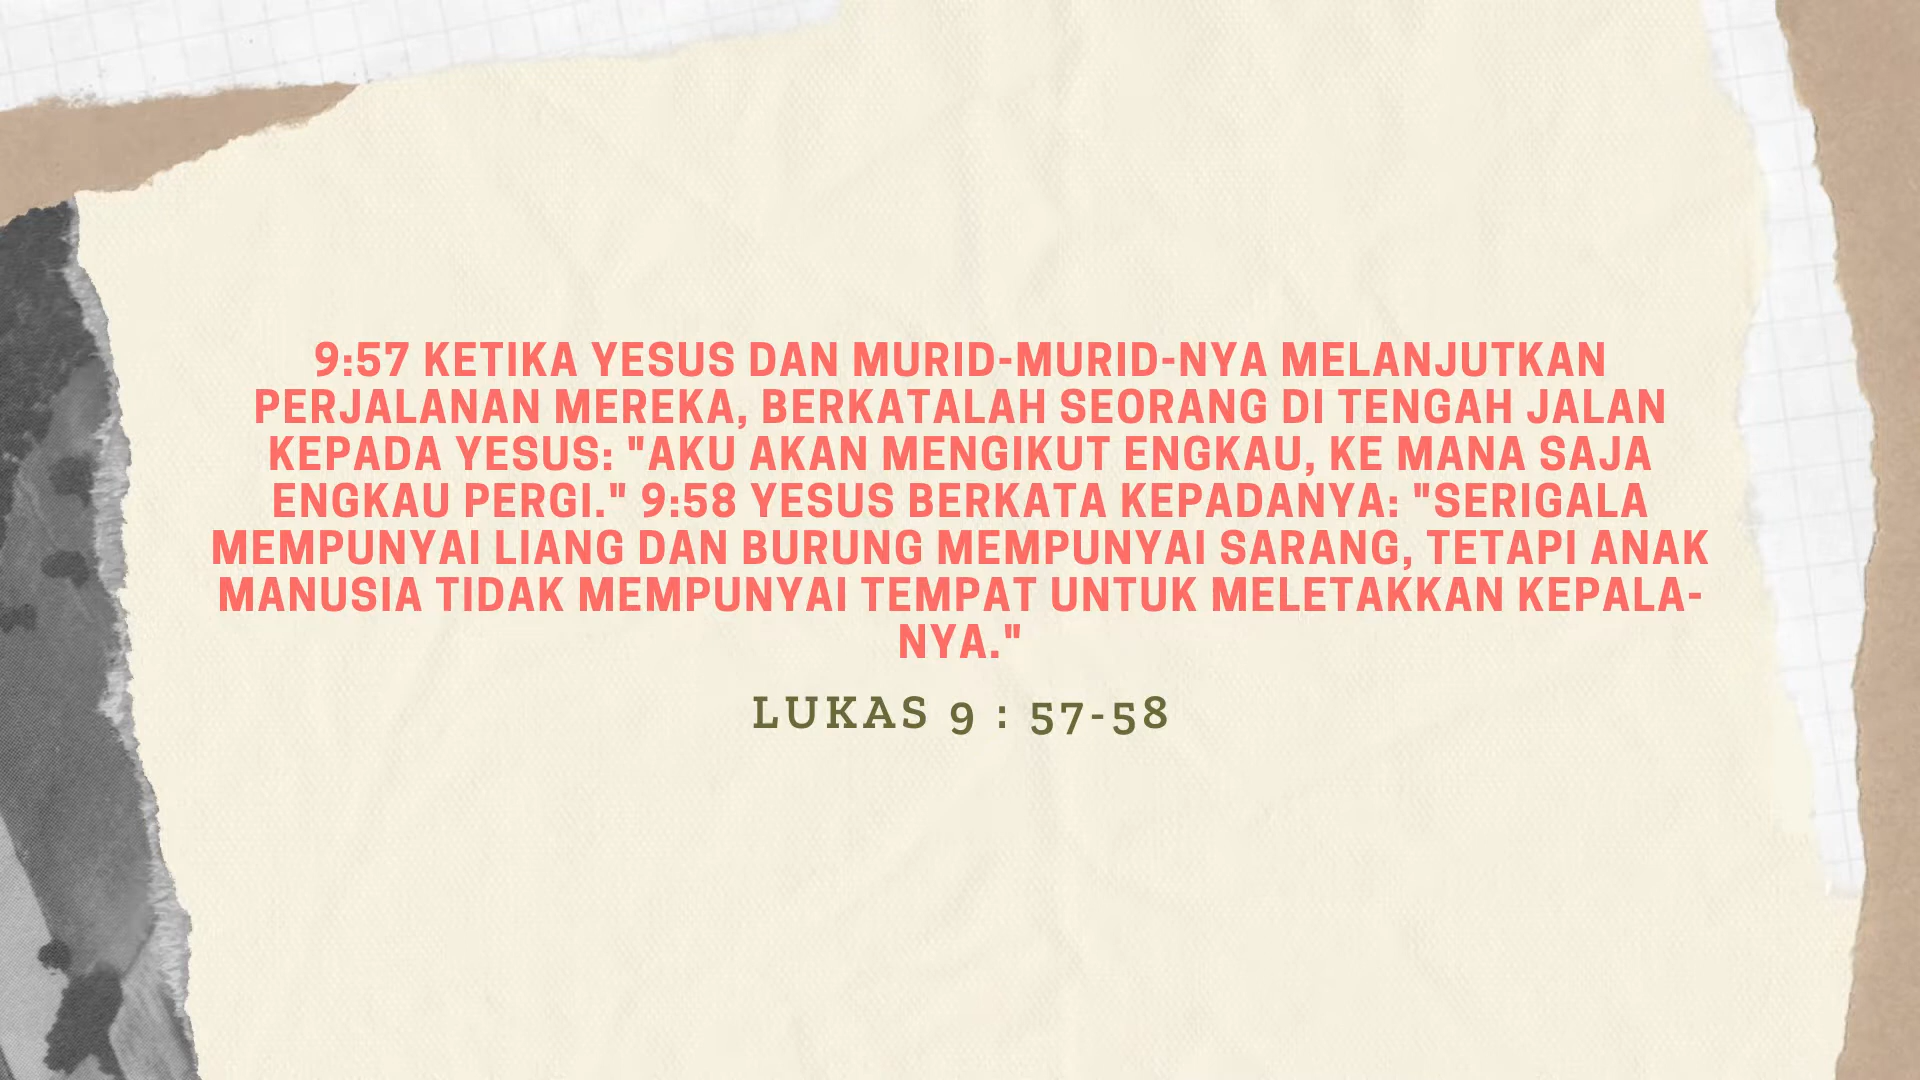 9:57 KETIKA YESUS DAN MURID-MURID-NYA MELANJUTKAN
PERJALANAN MEREKA, BERKATALAH SEORANG DI TENGAH JALAN
KEPADA YESUS: "AKU AKAN MENGIKUT ENGKAU, KE MANA SAJA
ENGKAU PERGI." 9:58 YESUS BERKATA KEPADANYA: "SERIGALA
MEMPUNYAI LIANG DAN BURUNG MEMPUNYAI SARANG, TETAPI ANAK
MANUSIA TIDAK MEMPUNYAI TEMPAT UNTUK MELETAKKAN KEPALA-
NYA."
LUKAS 9 : 57-58